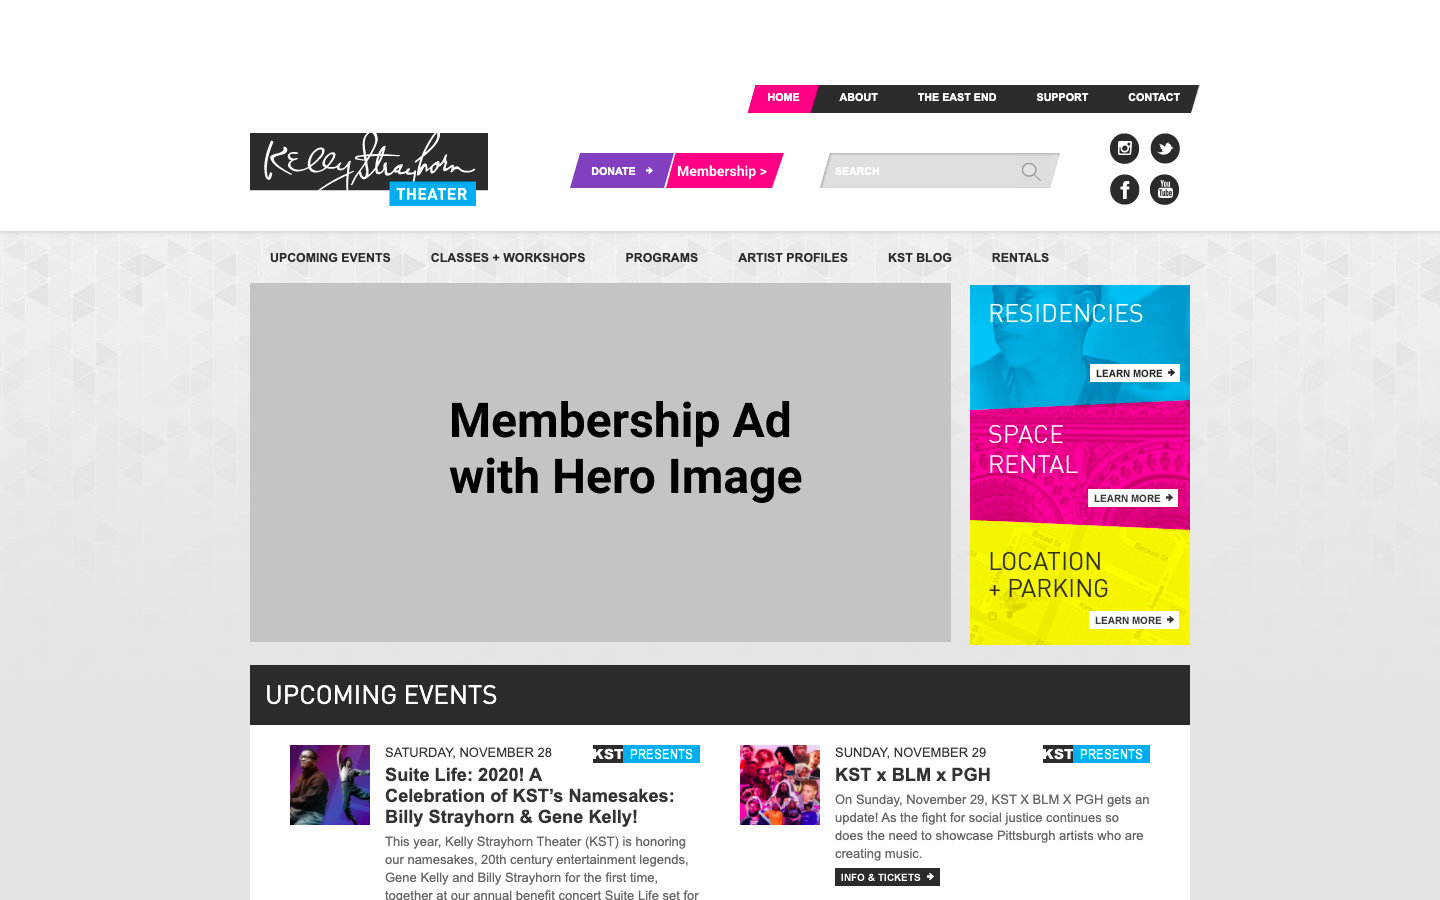 HOME
ABOUT
THE EAST END
SUPPORT
CONTACT
Kelly Strayhorn
THEATER
DONATE
Membership >
SEARCH
You
Tube
UPCOMING EVENTS
CLASSES + WORKSHOPS
PROGRAMS
ARTIST PROFILES
KST BLOG
RENTALS
Membership Ad
with Hero Image
RESIDENCIES
LEARN MORE
SPACE
RENTAL
LEARN MORE
Broad St
Beckett St
LOCATION
+ PARKING
LEARN MORE
UPCOMING EVENTS
SATURDAY, NOVEMBER 28
KST PRESENTS
Suite Life: 2020! A
Celebration of KST’s Namesakes:
Billy Strayhorn & Gene Kelly!
This year, Kelly Strayhorn Theater (KST) is honoring
our namesakes, 20th century entertainment legends,
Gene Kelly and Billy Strayhorn for the first time,
together at our annual benefit concert Suite Life set for
SUNDAY, NOVEMBER 29
KST PRESENTS
KST x BLM x PGH
On Sunday, November 29, KST X BLM X PGH gets an
update! As the fight for social justice continues so
does the need to showcase Pittsburgh artists who are
creating music.
INFO & TICKETS